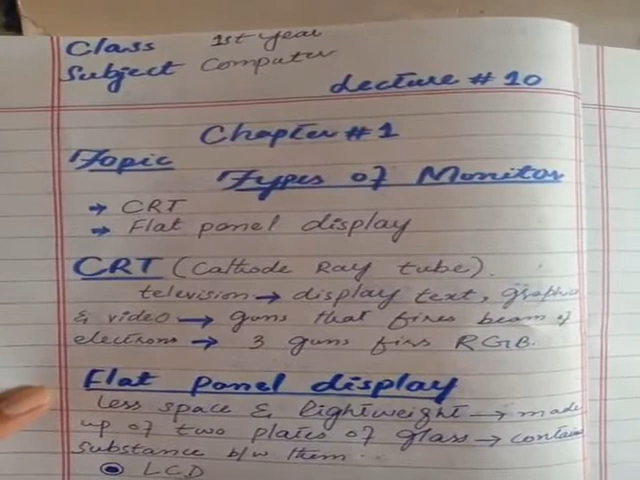 Class 1st year
Subject Computer
Lecture # 10
Chapter # 1
Topic
Types of Monitor
→ CRT
→ Flat panel display
CRT (Cathode Ray tube).
television → display text, graphic
& video → guns that fires beam of
electrons → 3 guns fires RGB.
Flat panel display
less space & lightweight → made
up of two plates of glass → contains
substance b/w them.
LCD